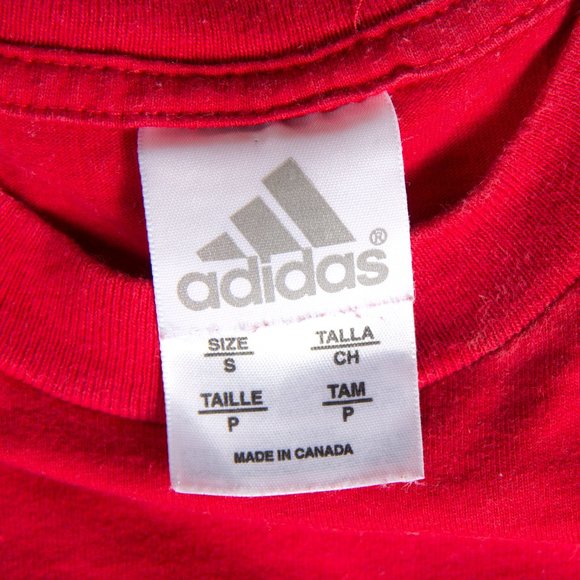 adidas®
SIZE TALLA
S CH
TAILLE TAM
P P
MADE IN CANADA